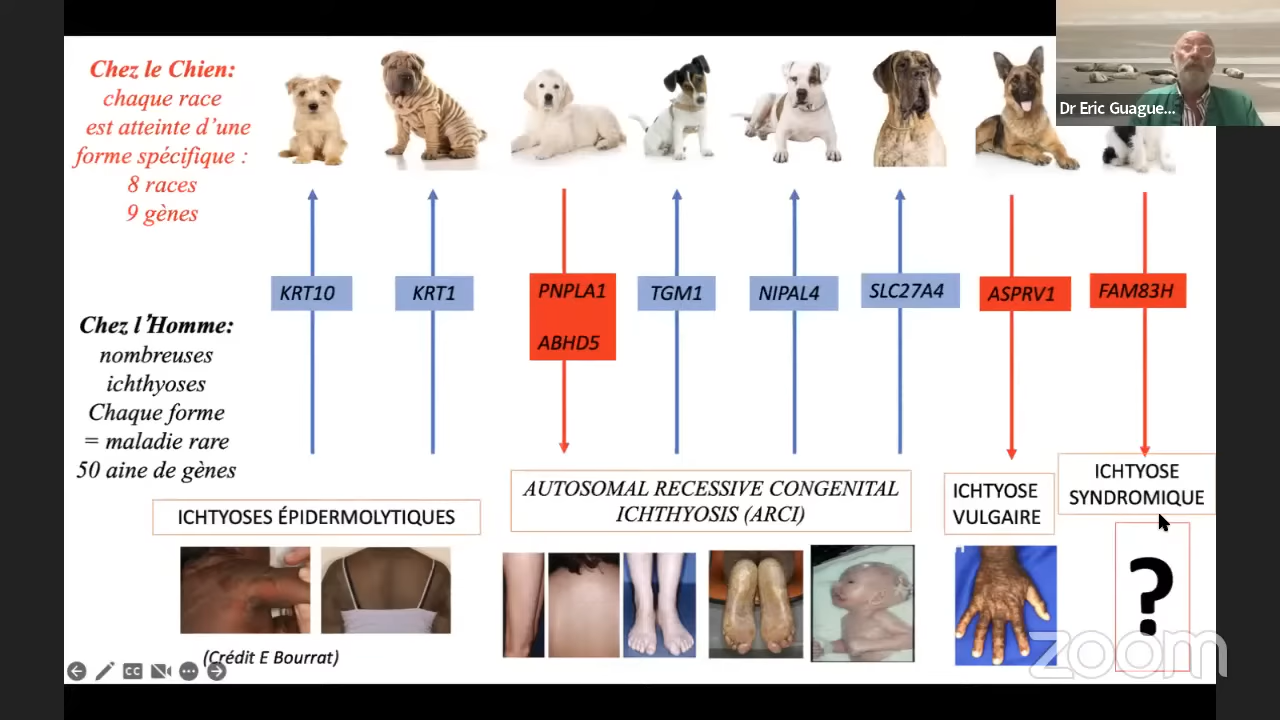 Chez le Chien:
chaque race
est atteinte d’une
forme spécifique :
8 races
9 gènes
Dr Eric Guague...
KRT10
KRT1
PNPLA1
ABHD5
TGM1
NIPAL4
SLC27A4
ASPRV1
FAM83H
Chez l’Homme:
nombreuses
ichthyoses
Chaque forme
= maladie rare
50 aine de gènes
ICHTYOSES ÉPIDERMOLYTIQUES
AUTOSOMAL RECESSIVE CONGENITAL
ICHTHYOSIS (ARCI)
ICHTYOSE
VULGAIRE
ICHTYOSE
SYNDROMIQUE
?
(Crédit E Bourrat)
CC
zoom